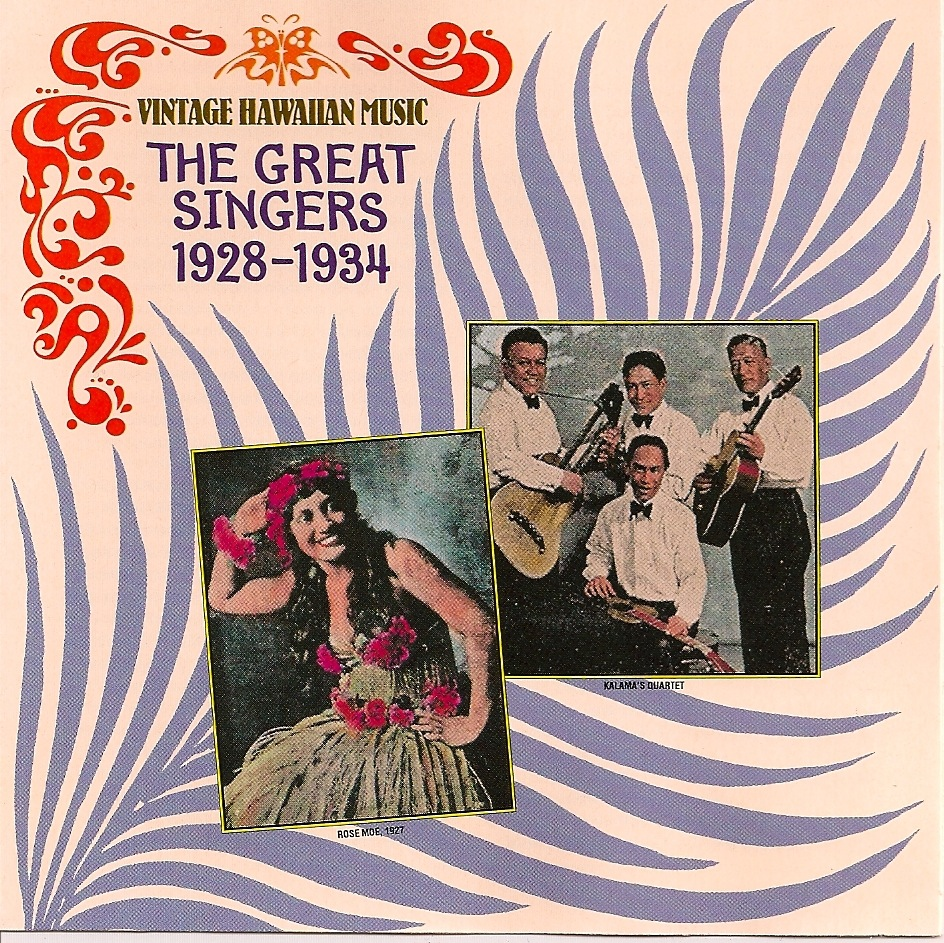 VINTAGE HAWAIIAN MUSIC
THE GREAT
SINGERS
1928–1934
KALAMA'S QUARTET
ROSE MOE, 1927